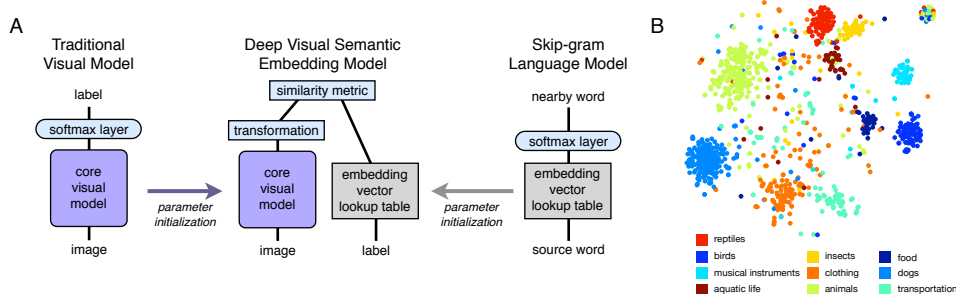 A
Traditional
Visual Model
label
softmax layer
core
visual
model
image
parameter
initialization
Deep Visual Semantic
Embedding Model
similarity metric
transformation
core
visual
model
image
embedding
vector
lookup table
label
parameter
initialization
Skip-gram
Language Model
nearby word
softmax layer
embedding
vector
lookup table
source word
B
reptiles
birds
musical instruments
aquatic life
insects
clothing
animals
food
dogs
transportation